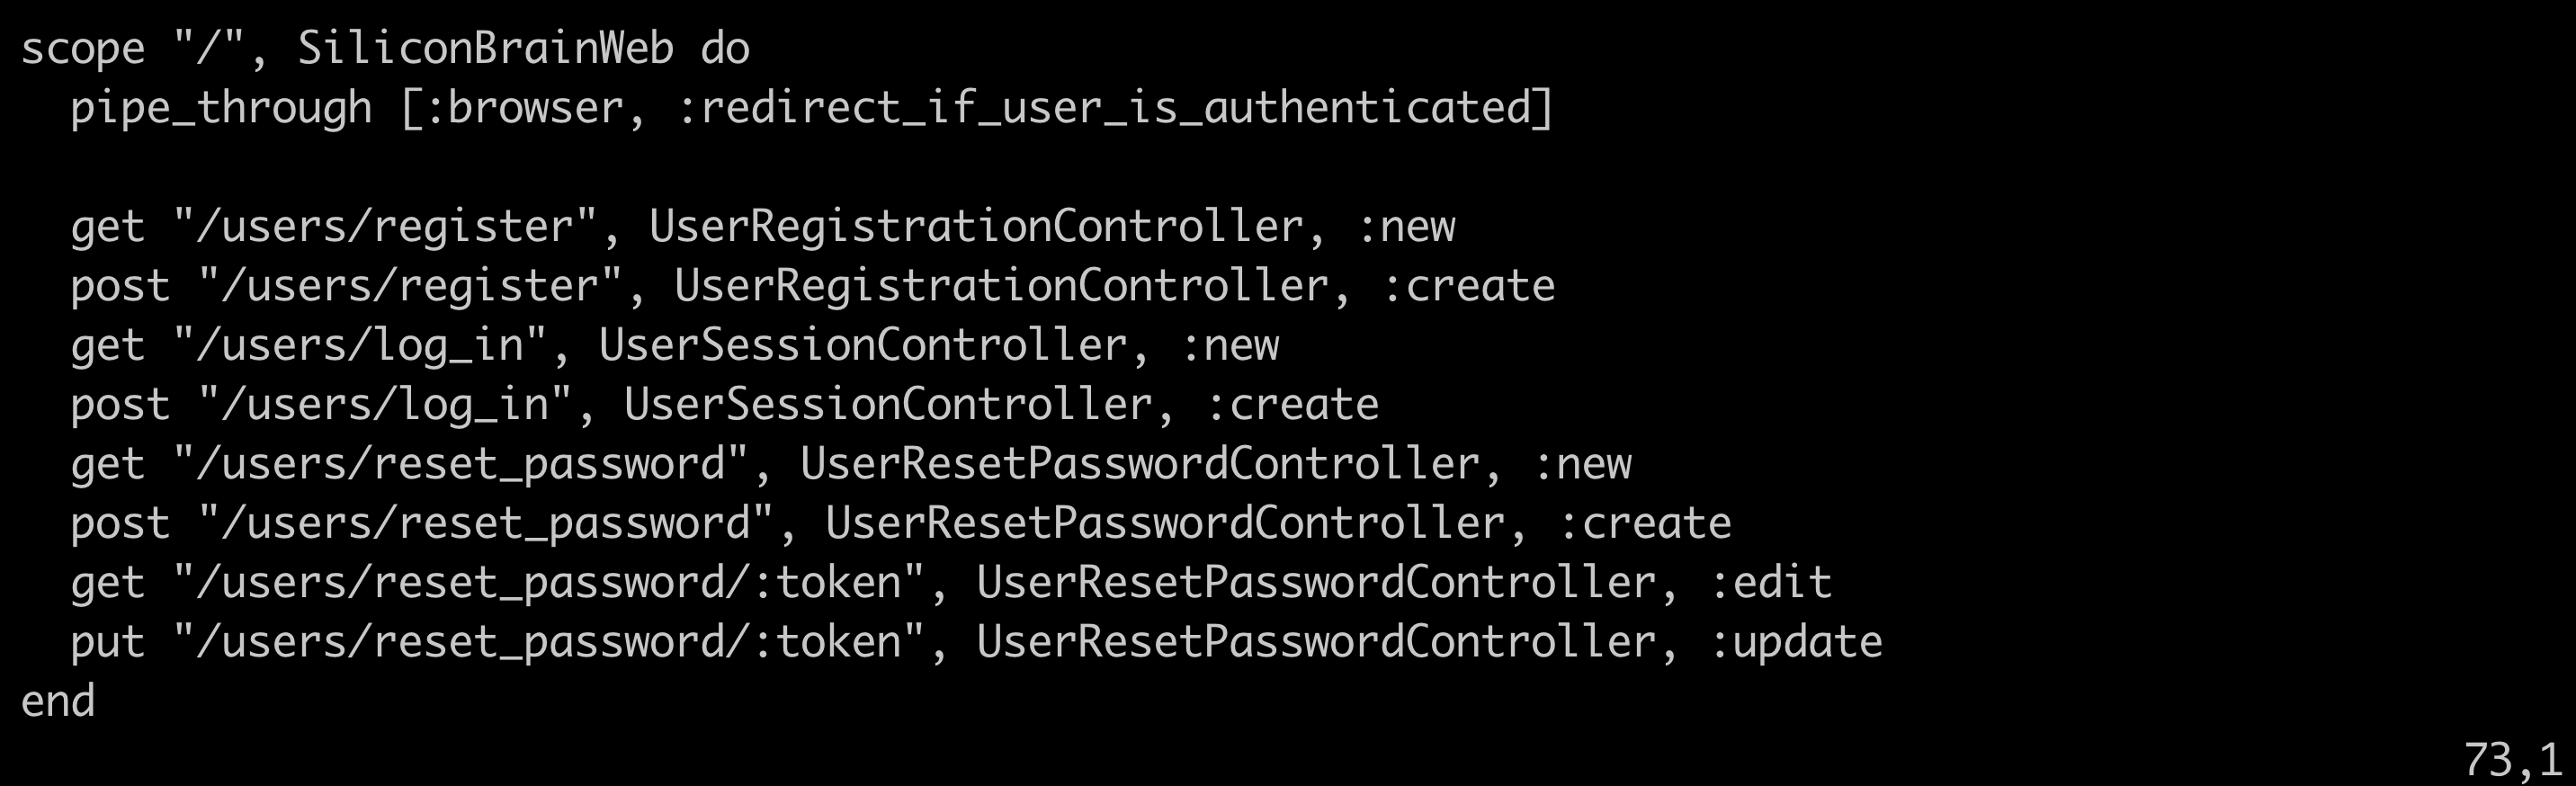 scope "/", SiliconBrainWeb do
  pipe_through [:browser, :redirect_if_user_is_authenticated]

  get "/users/register", UserRegistrationController, :new
  post "/users/register", UserRegistrationController, :create
  get "/users/log_in", UserSessionController, :new
  post "/users/log_in", UserSessionController, :create
  get "/users/reset_password", UserResetPasswordController, :new
  post "/users/reset_password", UserResetPasswordController, :create
  get "/users/reset_password/:token", UserResetPasswordController, :edit
  put "/users/reset_password/:token", UserResetPasswordController, :update
end
73,1